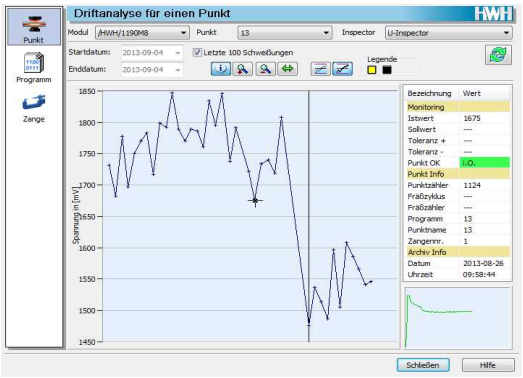 Driftanalyse für einen Punkt
HWH
Modul /HWH/1190M8 Punkt 13 Inspector U-Inspector
Startdatum: 2013-09-04 Letzte 100 Schweißungen
Enddatum: 2013-09-04
Legende
Punkt
Programm
Zange
Spannung in [mV]
1850
1800
1750
1700
1650
1600
1550
1500
1450
Bezeichnung Wert
Monitoring
Istwert 1675
Sollwert ---
Toleranz + ---
Toleranz - ---
Punkt OK i.O.
Punkt Info
Punktzähler 1124
Fräßzyklus ---
Fräßzähler ---
Programm 13
Punktname 13
Zangennr. 1
Archiv Info
Datum 2013-08-26
Uhrzeit 09:58:44
Schließen Hilfe